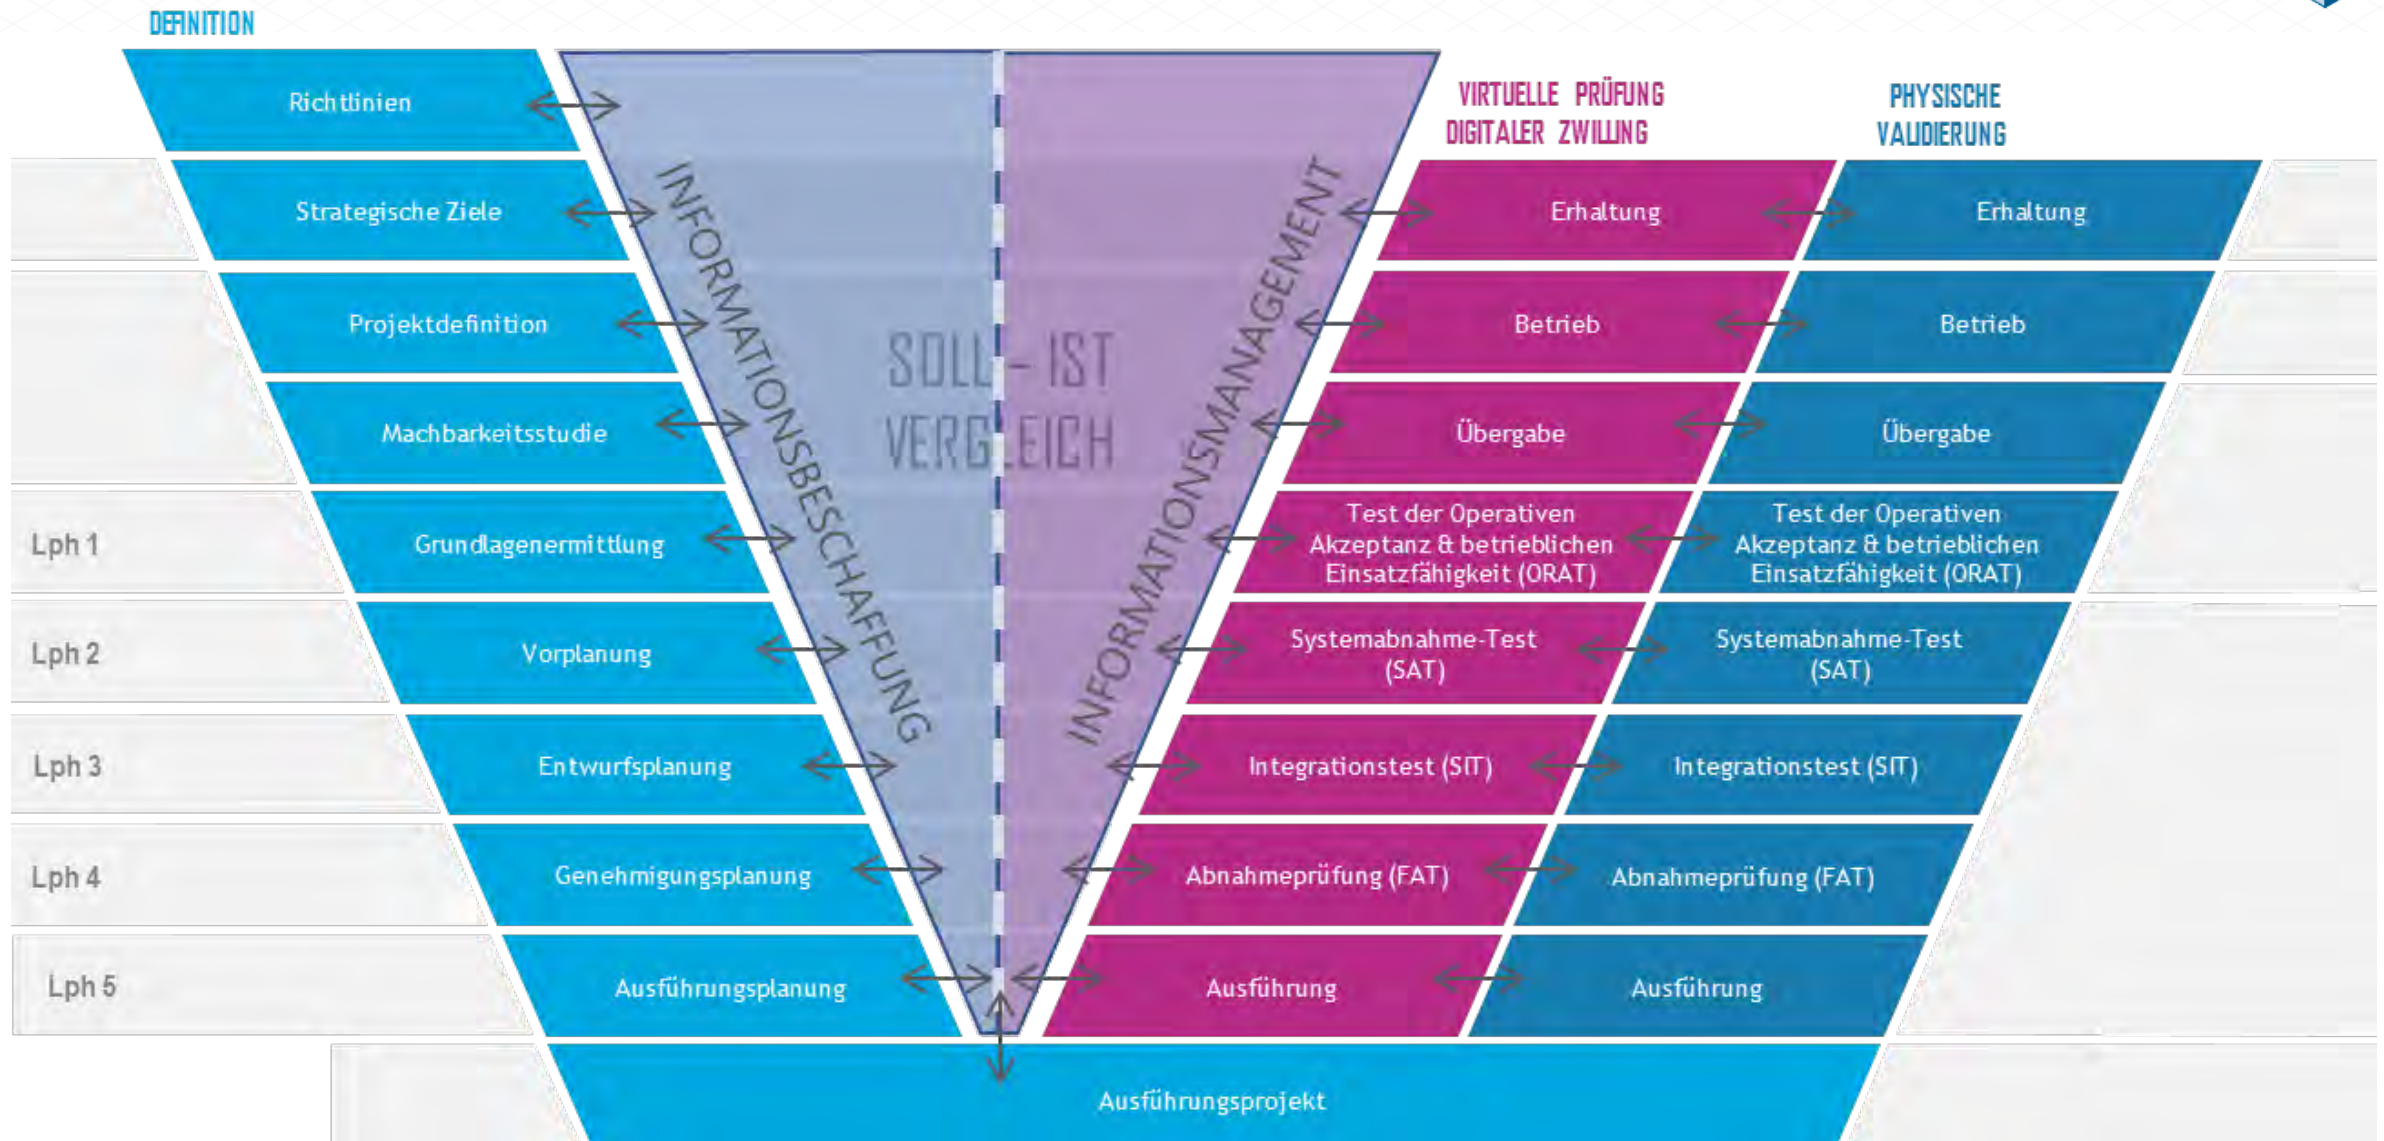 DEFINITION
Richtlinien
Strategische Ziele
Projektdefinition
Machbarkeitsstudie
Lph 1
Grundlagenermittlung
Lph 2
Vorplanung
Lph 3
Entwurfsplanung
Lph 4
Genehmigungsplanung
Lph 5
Ausführungsplanung
INFORMATIONSBESCHAFFUNG
SOLL - IST
VERGLEICH
INFORMATIONSMANAGEMENT
VIRTUELLE PRÜFUNG
DIGITALER ZWILLING
Erhaltung
Betrieb
Übergabe
Test der Operativen
Akzeptanz & betrieblichen
Einsatzfähigkeit (ORAT)
Systemabnahme-Test
(SAT)
Integrationstest (SIT)
Abnahmeprüfung (FAT)
Ausführung
PHYSISCHE
VALIDIERUNG
Erhaltung
Betrieb
Übergabe
Test der Operativen
Akzeptanz & betrieblichen
Einsatzfähigkeit (ORAT)
Systemabnahme-Test
(SAT)
Integrationstest (SIT)
Abnahmeprüfung (FAT)
Ausführung
Ausführungsprojekt